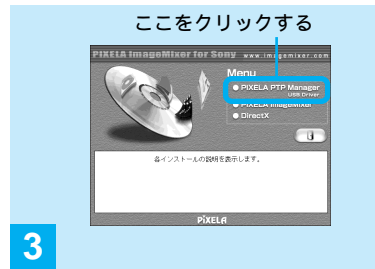 ここをクリックする
PIXELA ImageMixer for Sony www.imagemixer.com
Menu
PIXELA PTP Manager
USB Driver
PIXELA ImageMixer
DirectX
各インストールの説明を表示します。
PIXELA
3